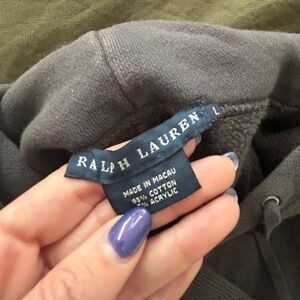 RALPH LAUREN
L
MADE IN MACAU
COTTON
ACRYLIC